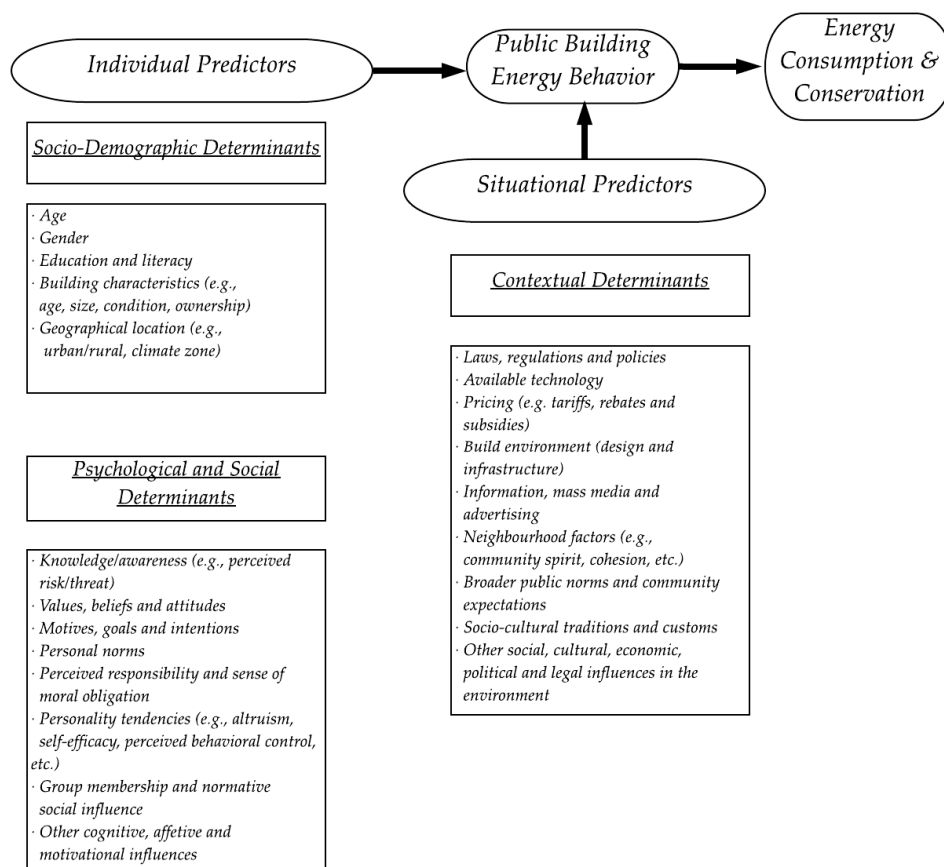 Individual Predictors
Public Building
Energy Behavior
Energy
Consumption &
Conservation
Socio-Demographic Determinants
· Age
· Gender
· Education and literacy
· Building characteristics (e.g.,
age, size, condition, ownership)
· Geographical location (e.g.,
urban/rural, climate zone)
Psychological and Social
Determinants
· Knowledge/awareness (e.g., perceived
risk/threat)
· Values, beliefs and attitudes
· Motives, goals and intentions
· Personal norms
· Perceived responsibility and sense of
moral obligation
· Personality tendencies (e.g., altruism,
self-efficacy, perceived behavioral control,
etc.)
· Group membership and normative
social influence
· Other cognitive, affetive and
motivational influences
Situational Predictors
Contextual Determinants
· Laws, regulations and policies
· Available technology
· Pricing (e.g. tariffs, rebates and
subsidies)
· Build environment (design and
infrastructure)
· Information, mass media and
advertising
· Neighbourhood factors (e.g.,
community spirit, cohesion, etc.)
· Broader public norms and community
expectations
· Socio-cultural traditions and customs
· Other social, cultural, economic,
political and legal influences in the
environment